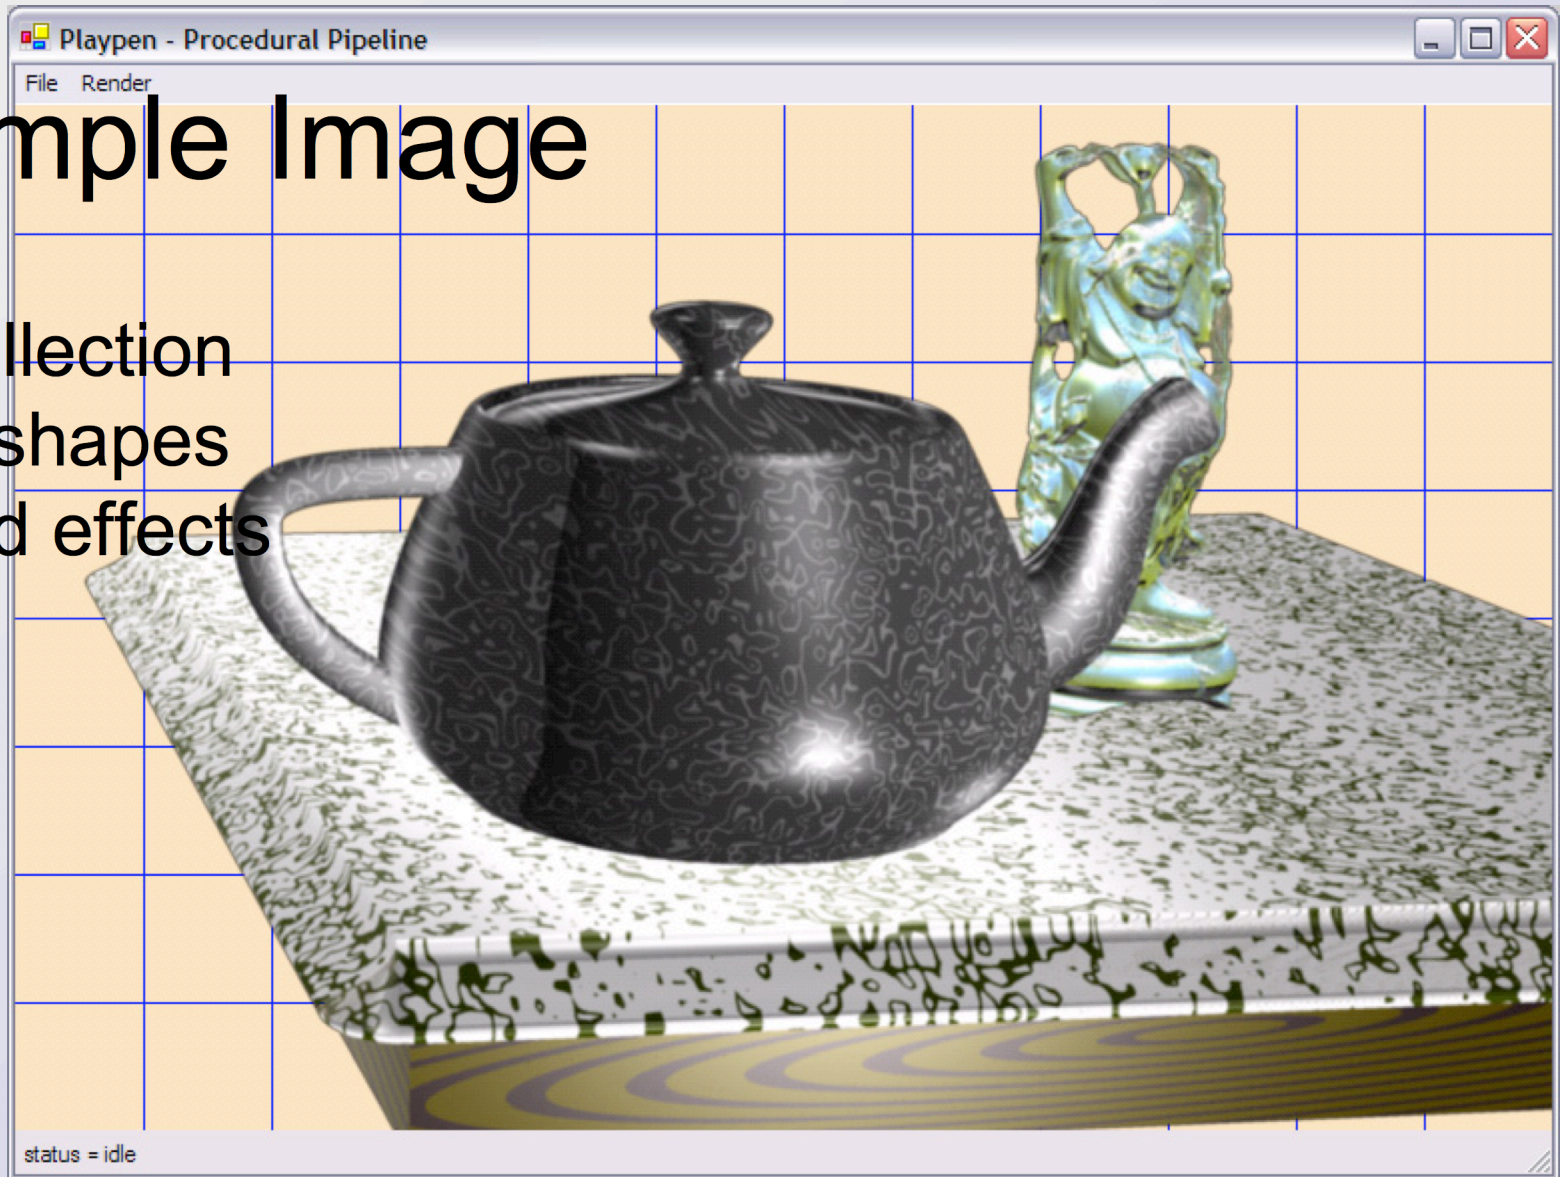 Playpen - Procedural Pipeline
File Render
mple Image
llection
shapes
d effects
status = idle